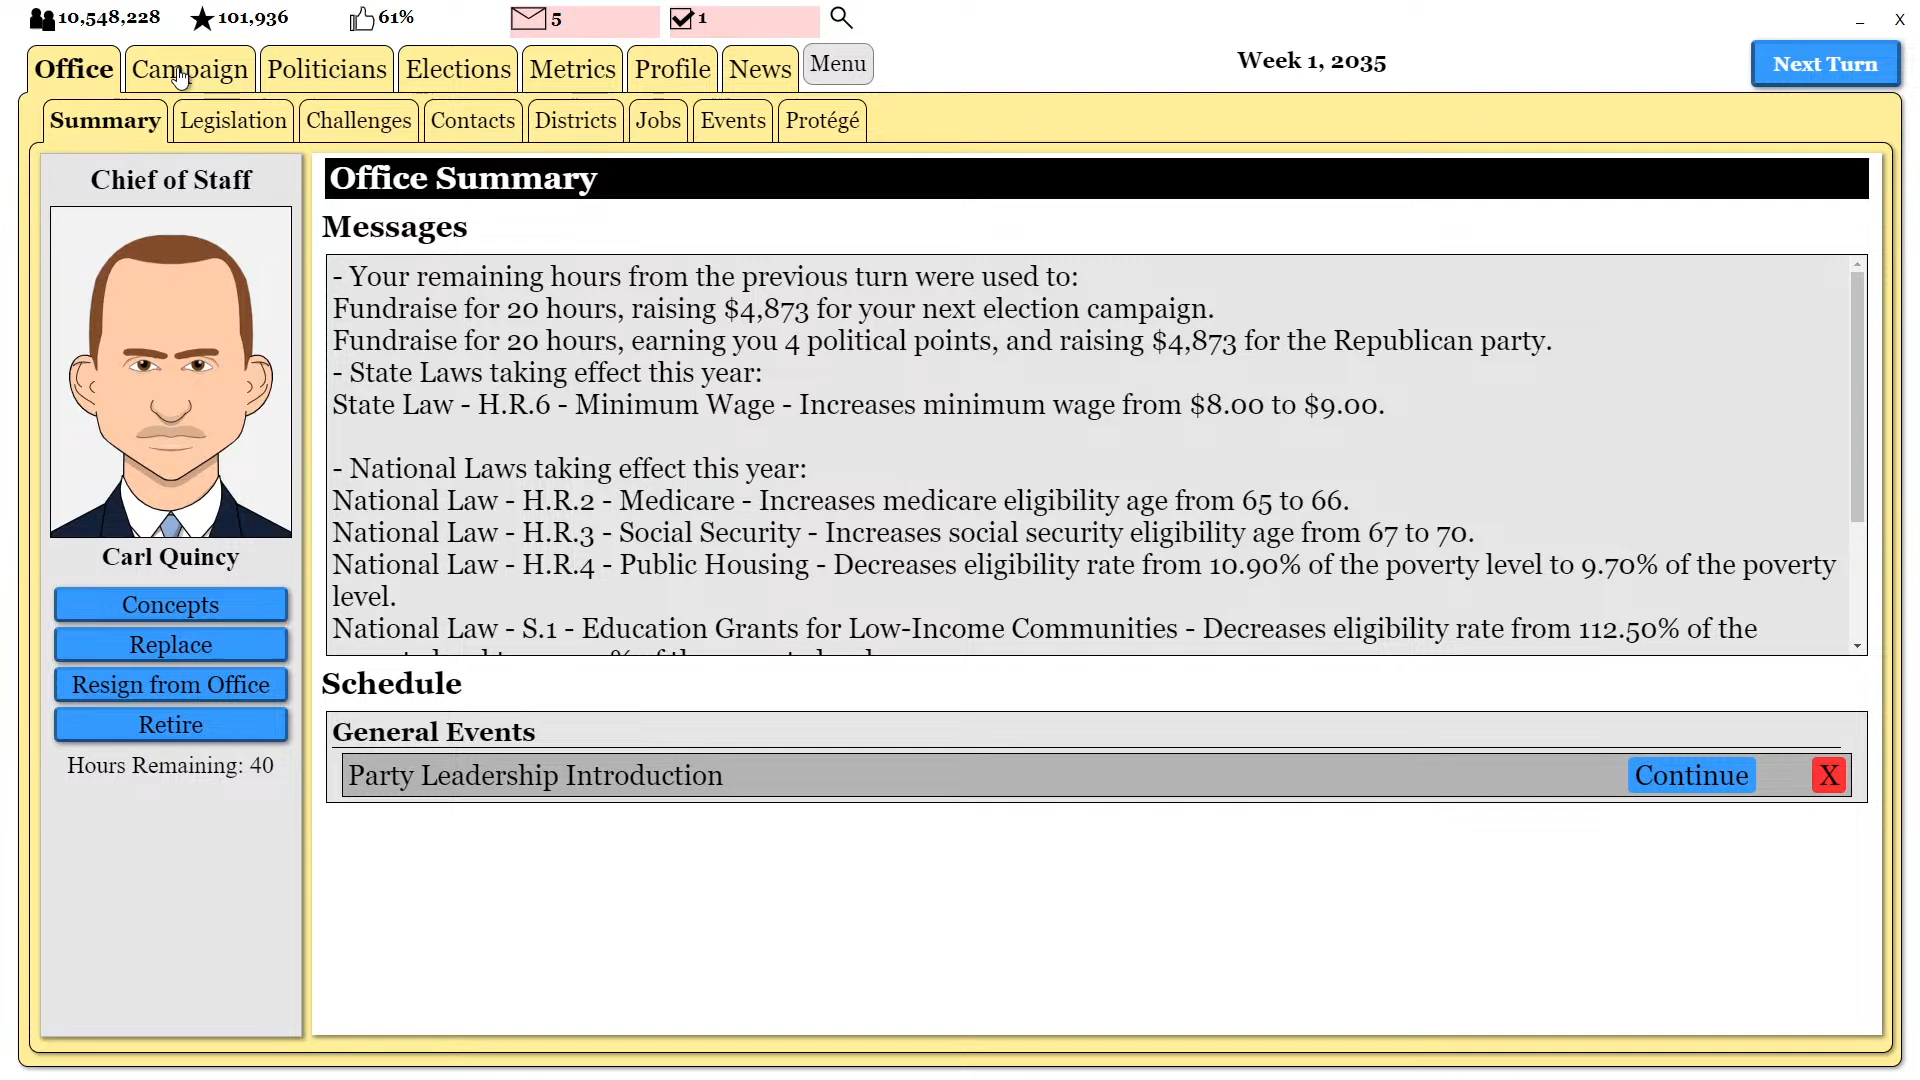 10,548,228 101,936 61% 5 1
Office Campaign Politicians Elections Metrics Profile News Menu Week 1, 2035 Next Turn
_ X
Summary Legislation Challenges Contacts Districts Jobs Events Protégé
Chief of Staff
Carl Quincy
Concepts
Replace
Resign from Office
Retire
Hours Remaining: 40
Office Summary
Messages
- Your remaining hours from the previous turn were used to:
Fundraise for 20 hours, raising $4,873 for your next election campaign.
Fundraise for 20 hours, earning you 4 political points, and raising $4,873 for the Republican party.
- State Laws taking effect this year:
State Law - H.R.6 - Minimum Wage - Increases minimum wage from $8.00 to $9.00.
- National Laws taking effect this year:
National Law - H.R.2 - Medicare - Increases medicare eligibility age from 65 to 66.
National Law - H.R.3 - Social Security - Increases social security eligibility age from 67 to 70.
National Law - H.R.4 - Public Housing - Decreases eligibility rate from 10.90% of the poverty level to 9.70% of the poverty
level.
National Law - S.1 - Education Grants for Low-Income Communities - Decreases eligibility rate from 112.50% of the
Schedule
General Events
Party Leadership Introduction Continue X